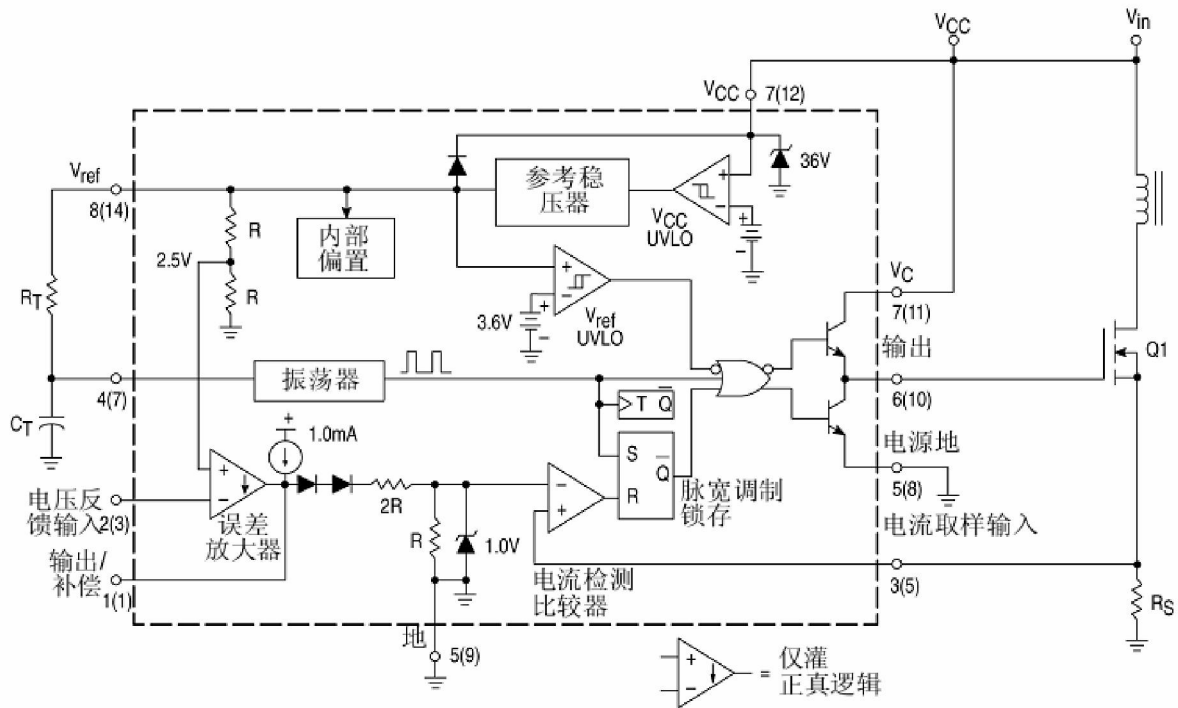 VCC
Vin
VCC 7(12)
Vref
8(14)
R
2.5V
R
RT
内部
偏置
参考稳
压器
+
−
VCC
UVLO
+
−
36V
+
−
3.6V
+
−
Vref
UVLO
VC
7(11)
输出
6(10)
Q1
4(7)
CT
振荡器
T Q
+
1.0mA
S
Q
R
脉宽调制
锁存
电源地
5(8)
电流取样输入
3(5)
RS
电压反
馈输入
2(3)
+
−
误差
放大器
2R
R
1.0V
−
+
电流检测
比较器
输出/
补偿
1(1)
地
5(9)
+
−
=
仅灌
正真逻辑